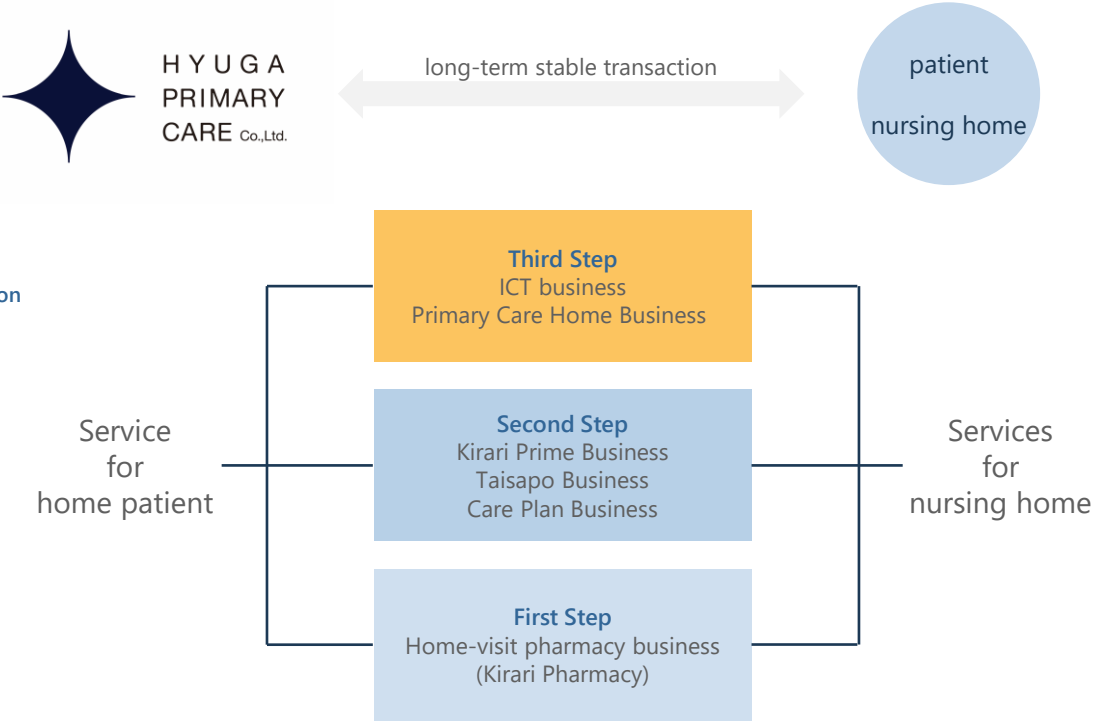 HYUGA
PRIMARY
CARE Co.,Ltd.
long-term stable transaction
patient
nursing home
Third Step
ICT business
Primary Care Home Business
on
Second Step
Kirari Prime Business
Taisapo Business
Care Plan Business
Service
for
home patient
Services
for
nursing home
First Step
Home-visit pharmacy business
(Kirari Pharmacy)